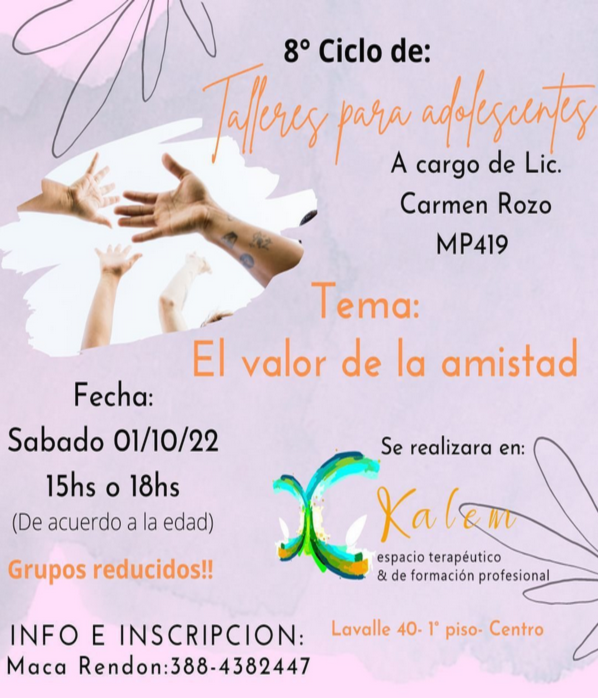 8° Ciclo de:
Talleres para adolescentes
A cargo de Lic.
Carmen Rozo
MP419
Tema:
El valor de la amistad
Fecha:
Sabado 01/10/22
15hs o 18hs
(De acuerdo a la edad)
Grupos reducidos!!
Se realizara en:
Kalem
espacio terapéutico
& de formación profesional
Lavalle 40- 1° piso- Centro
INFO E INSCRIPCION:
Maca Rendon:388-4382447